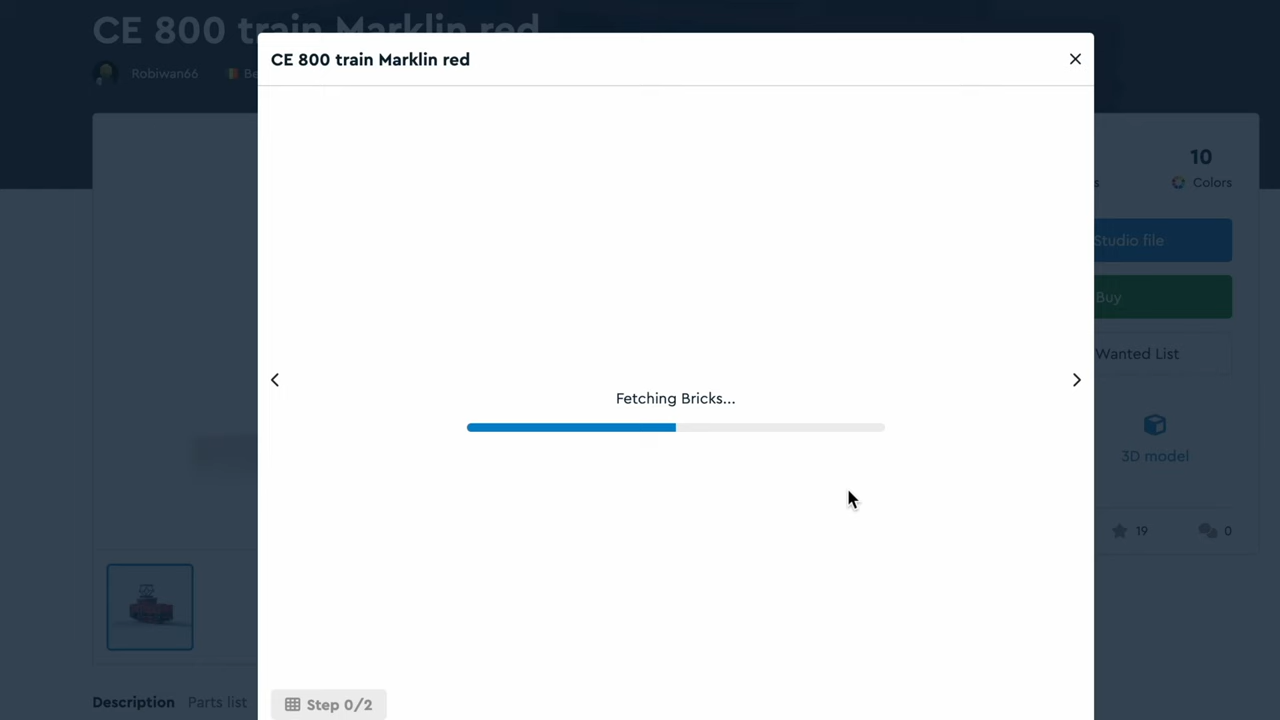 CE 800 train Marklin red
Robiwan66
Be
CE 800 train Marklin red
10
s
Colors
Studio file
Buy
Wanted List
Fetching Bricks...
3D model
19
0
Step 0/2
Description
Parts list